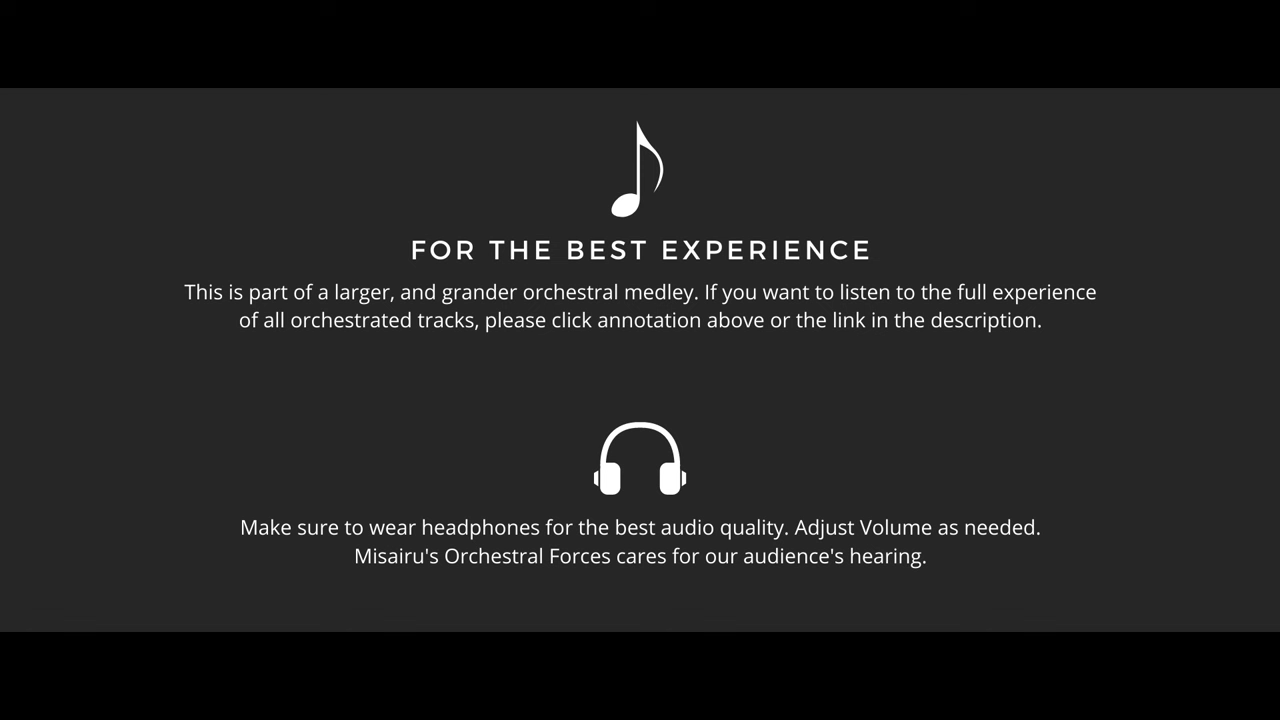 FOR THE BEST EXPERIENCE
This is part of a larger, and grander orchestral medley. If you want to listen to the full experience
of all orchestrated tracks, please click annotation above or the link in the description.
Make sure to wear headphones for the best audio quality. Adjust Volume as needed.
Misairu's Orchestral Forces cares for our audience's hearing.